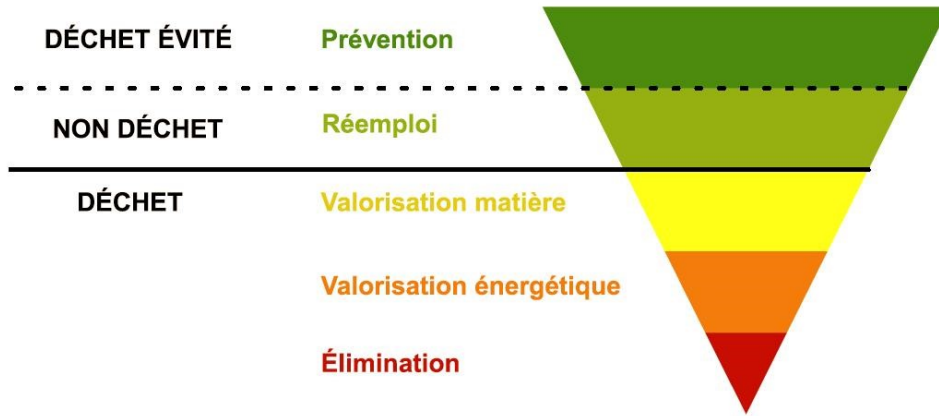 DÉCHET ÉVITÉ Prévention
NON DÉCHET Réemploi
DÉCHET Valorisation matière
Valorisation énergétique
Élimination